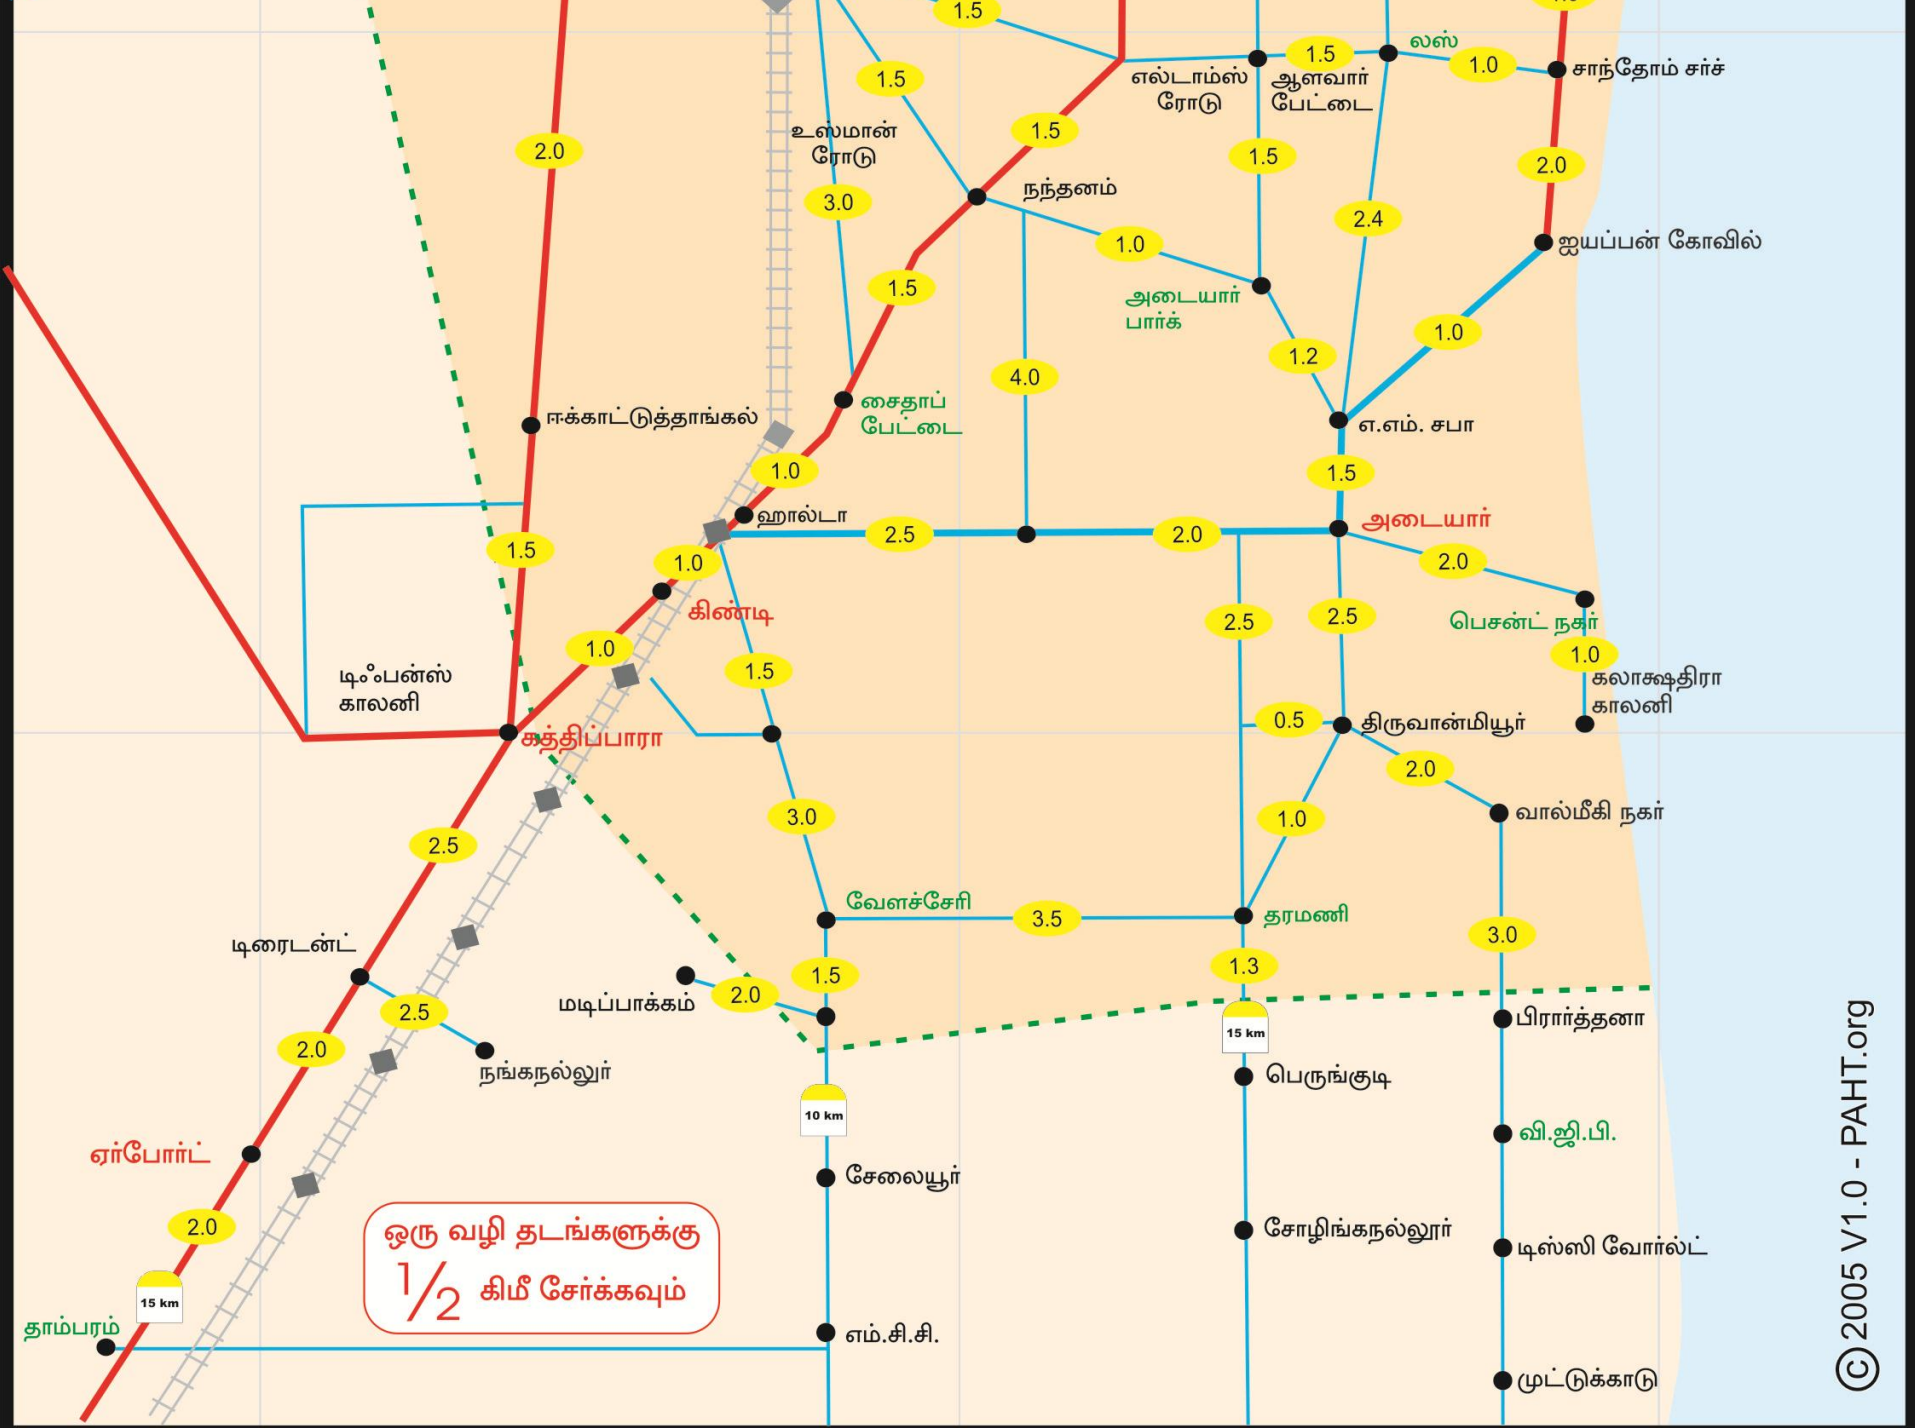 1.5
லஸ்
1.5
1.0
சாந்தோம் சர்ச்
1.5
எல்டாம்ஸ்
ரோடு
ஆளவார்
பேட்டை
உஸ்மான்
ரோடு
1.5
2.0
1.5
2.0
நந்தனம்
3.0
2.4
1.0
ஐயப்பன் கோவில்
1.5
அடையார்
பார்க்
1.0
1.2
4.0
சைதாப்
பேட்டை
ஈக்காட்டுத்தாங்கல்
எ.எம். சபா
1.0
1.5
ஹால்டா
2.5
2.0
அடையார்
1.5
1.0
2.0
கிண்டி
2.5
2.5
பெசன்ட் நகர்
1.0
1.0
கலாக்ஷதிரா
காலனி
1.5
டிஃபன்ஸ்
காலனி
கத்திப்பாரா
0.5
திருவான்மியூர்
2.0
3.0
1.0
வால்மீகி நகர்
2.5
வேளச்சேரி
3.5
தரமணி
3.0
டிரைடன்ட்
1.3
1.5
2.0
மடிப்பாக்கம்
2.5
15 km
பிரார்த்தனா
2.0
நங்கநல்லுர்
பெருங்குடி
10 km
வி.ஜி.பி.
ஏர்போர்ட்
சேலையூர்
2.0
ஒரு வழி தடங்களுக்கு
1/2 கிமீ சேர்க்கவும்
சோழிங்கநல்லூர்
டிஸ்ஸி வோர்ல்ட்
15 km
தாம்பரம்
எம்.சி.சி.
முட்டுக்காடு
© 2005 V1.0 - PAHT.org